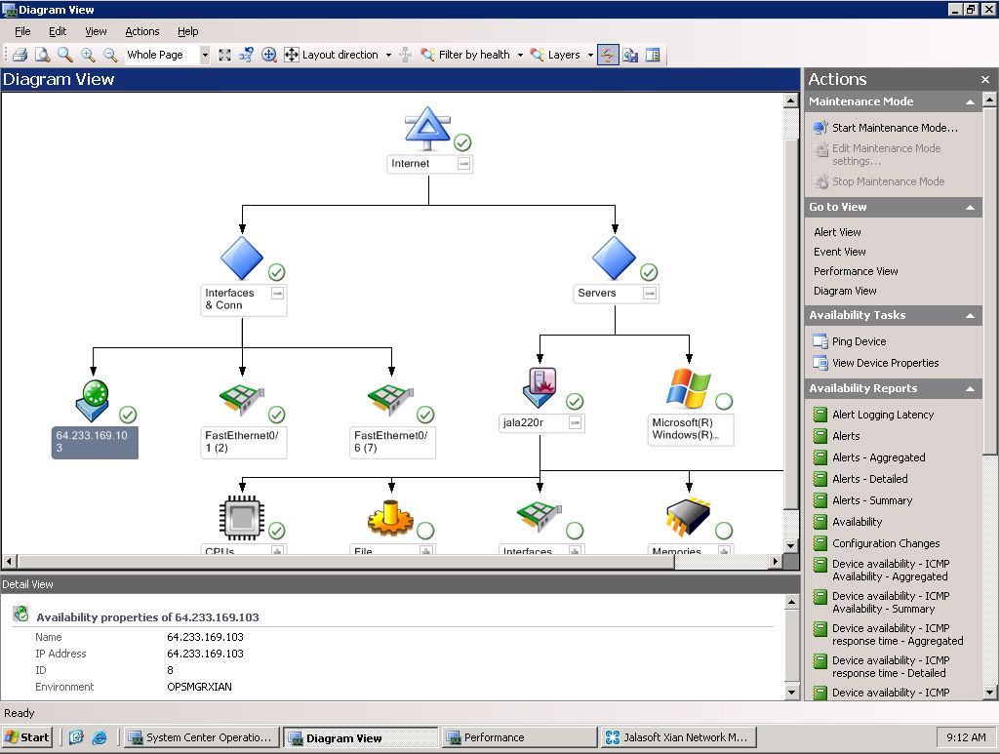 Diagram View
File Edit View Actions Help
Whole Page Layout direction Filter by health Layers
Diagram View
Internet
Interfaces
& Conn
Servers
64.233.169.10
3
FastEthernet0/
1 (2)
FastEthernet0/
6 (7)
jala220r
Microsoft(R)
Windows(R)...
CPUs
File
Interfaces
Memories
Actions
Maintenance Mode
Start Maintenance Mode...
Edit Maintenance Mode
settings...
Stop Maintenance Mode
Go to View
Alert View
Event View
Performance View
Diagram View
Availability Tasks
Ping Device
View Device Properties
Availability Reports
Alert Logging Latency
Alerts
Alerts - Aggregated
Alerts - Detailed
Alerts - Summary
Availability
Configuration Changes
Device availability - ICMP
Availability - Aggregated
Device availability - ICMP
Availability - Summary
Device availability - ICMP
response time - Aggregated
Device availability - ICMP
response time - Detailed
Device availability - ICMP
Detail View
Availability properties of 64.233.169.103
Name 64.233.169.103
IP Address 64.233.169.103
ID 8
Environment OPSMGRXIAN
Ready
Start System Center Operatio... Diagram View Performance Jalasoft Xian Network M... 9:12 AM